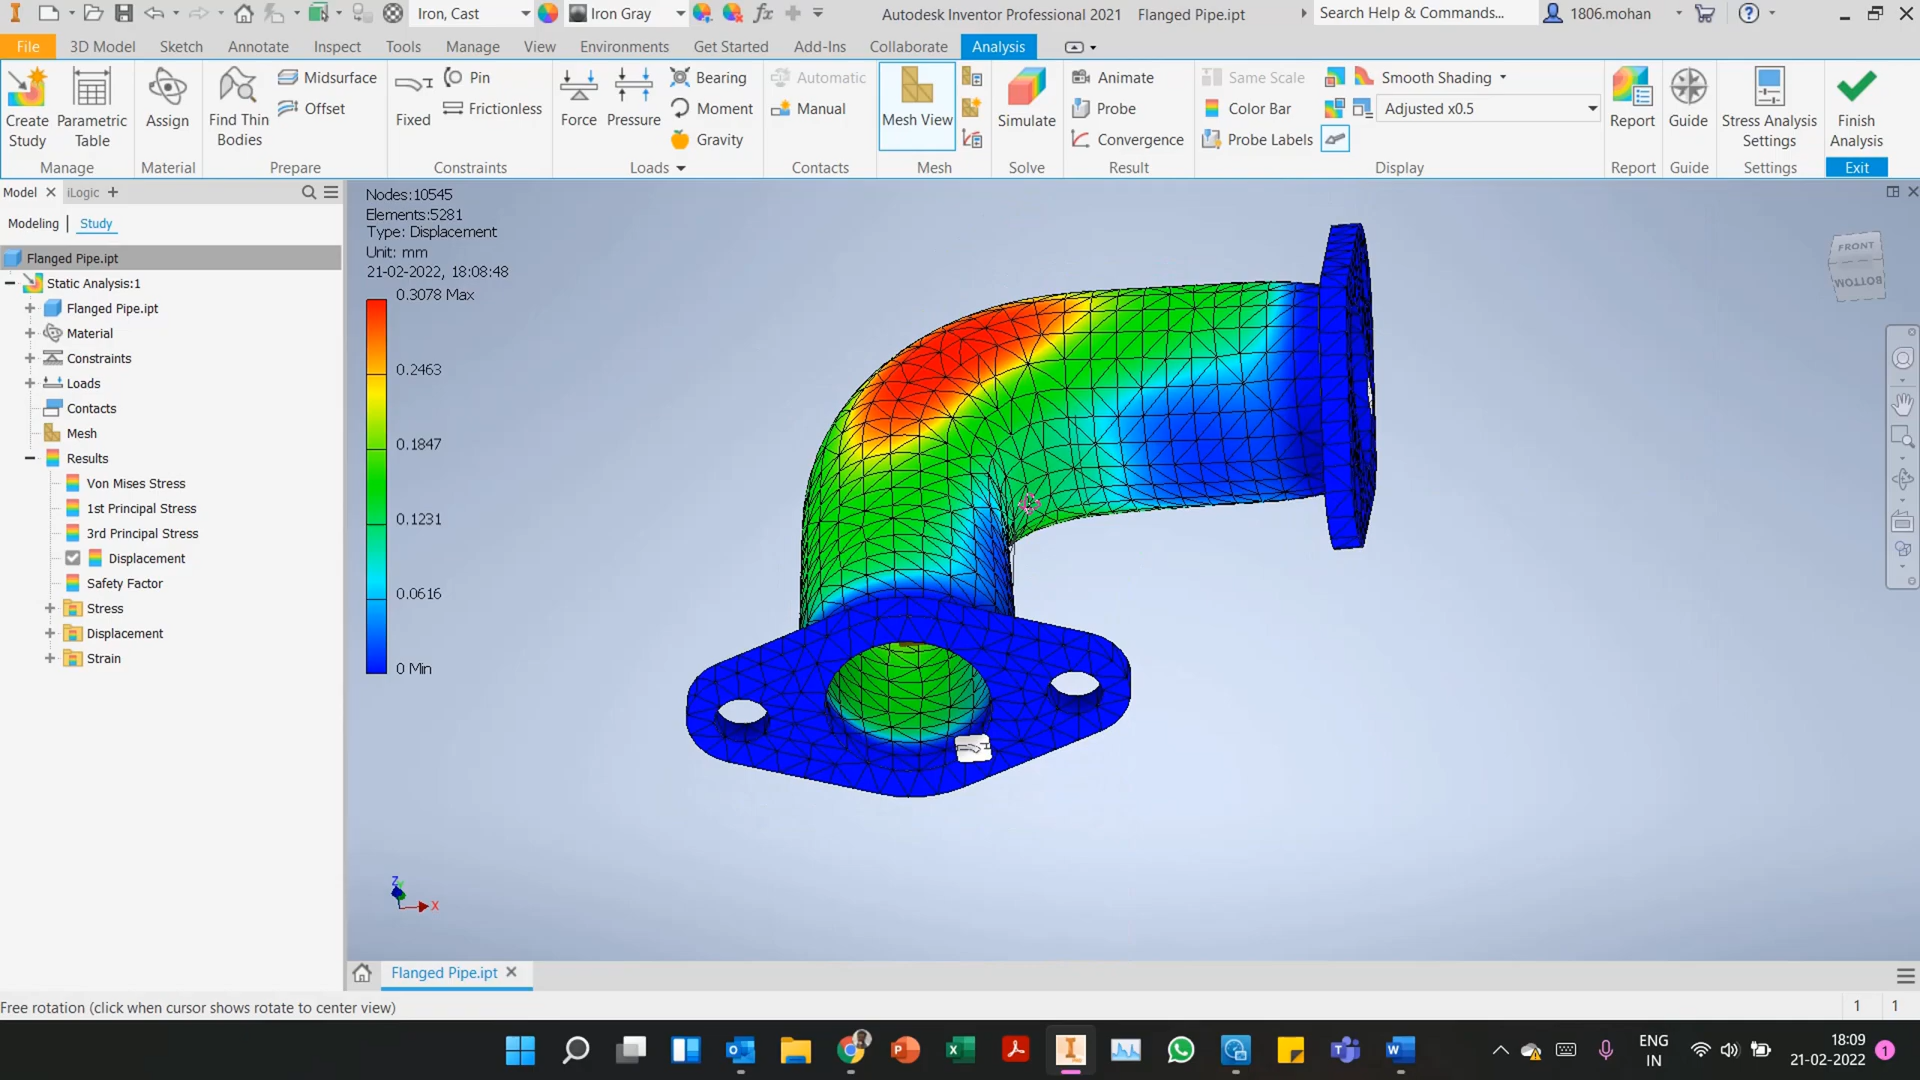 Iron, Cast
Iron Gray
Autodesk Inventor Professional 2021 Flanged Pipe.ipt
Search Help & Commands...
1806.mohan
File
3D Model
Sketch
Annotate
Inspect
Tools
Manage
View
Environments
Get Started
Add-Ins
Collaborate
Analysis
Create Study
Parametric Table
Manage
Assign
Material
Find Thin Bodies
Midsurface
Offset
Prepare
Fixed
Pin
Frictionless
Constraints
Force
Pressure
Bearing
Moment
Gravity
Loads
Automatic
Manual
Contacts
Mesh View
Mesh
Simulate
Solve
Animate
Probe
Convergence
Result
Same Scale
Color Bar
Probe Labels
Smooth Shading
Adjusted x0.5
Display
Report
Report
Guide
Guide
Stress Analysis Settings
Settings
Finish Analysis
Exit
Model
iLogic
Modeling
Study
Flanged Pipe.ipt
Static Analysis:1
Flanged Pipe.ipt
Material
Constraints
Loads
Contacts
Mesh
Results
Von Mises Stress
1st Principal Stress
3rd Principal Stress
Displacement
Safety Factor
Stress
Displacement
Strain
Nodes:10545
Elements:5281
Type: Displacement
Unit: mm
21-02-2022, 18:08:48
0.3078 Max
0.2463
0.1847
0.1231
0.0616
0 Min
FRONT
BOTTOM
Z
X
Flanged Pipe.ipt
Free rotation (click when cursor shows rotate to center view)
1 1
ENG
IN
18:09
21-02-2022
1